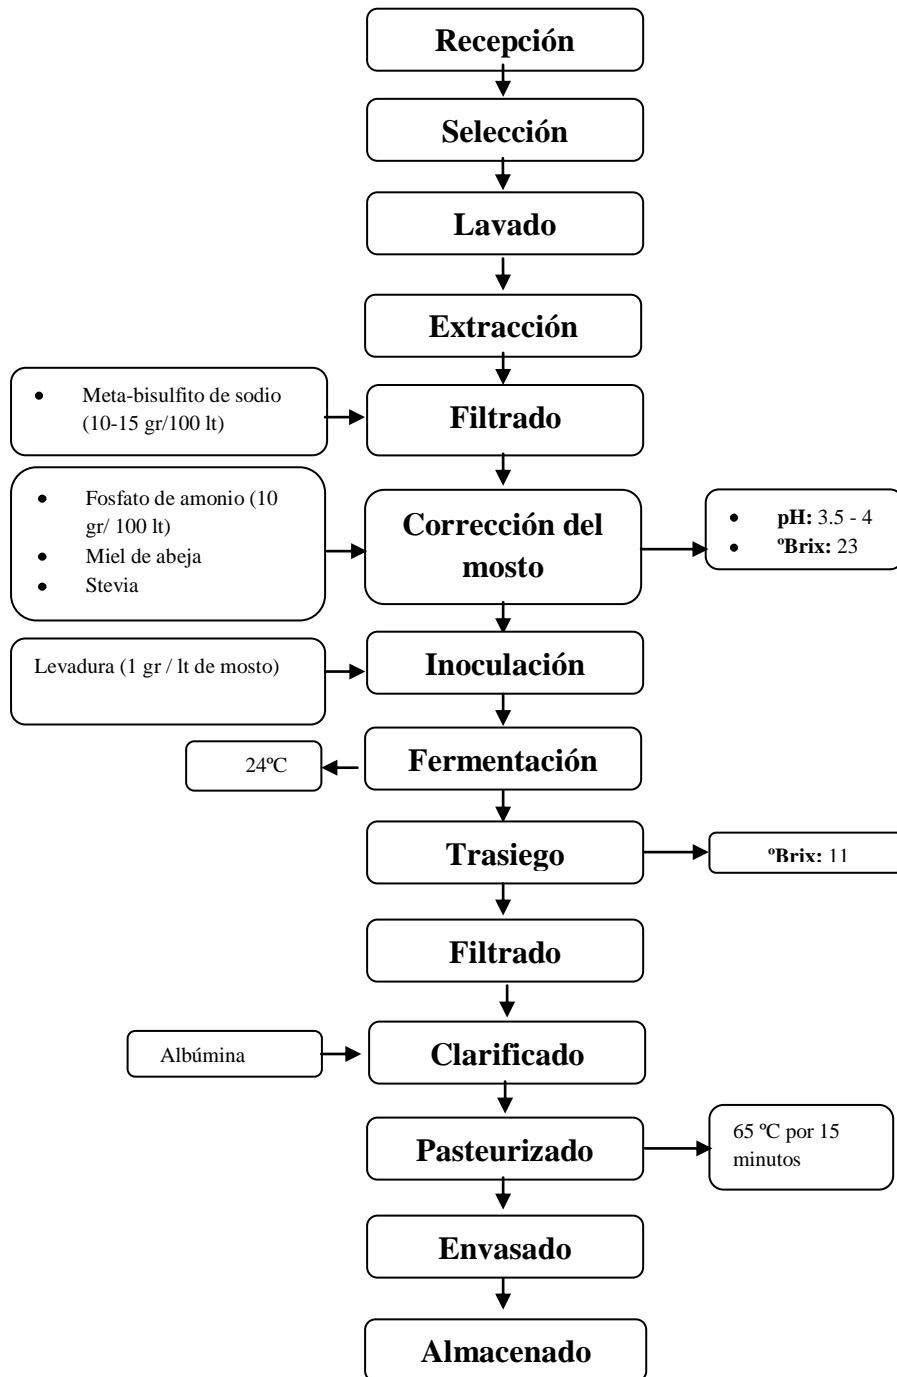 Recepción
Selección
Lavado
Extracción
• Meta-bisulfito de sodio
(10-15 gr/100 lt)
Filtrado
• Fosfato de amonio (10
gr/ 100 lt)
• Miel de abeja
• Stevia
Corrección del
mosto
• pH: 3.5 - 4
• ºBrix: 23
Levadura (1 gr / lt de mosto)
Inoculación
24ºC
Fermentación
Trasiego
ºBrix: 11
Filtrado
Albúmina
Clarificado
Pasteurizado
65 ºC por 15
minutos
Envasado
Almacenado